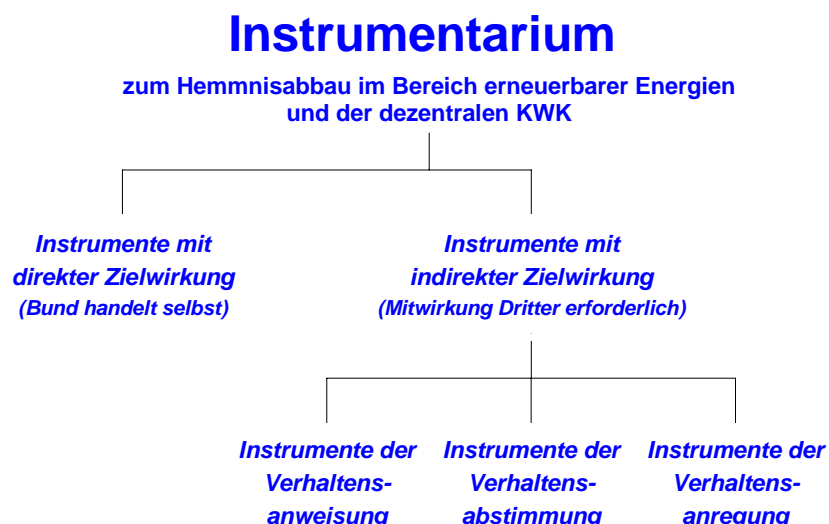 Instrumentarium
zum Hemmnisabbau im Bereich erneuerbarer Energien
und der dezentralen KWK
Instrumente mit
direkter Zielwirkung
(Bund handelt selbst)
Instrumente mit
indirekter Zielwirkung
(Mitwirkung Dritter erforderlich)
Instrumente der
Verhaltens-
anweisung
Instrumente der
Verhaltens-
abstimmung
Instrumente der
Verhaltens-
anregung